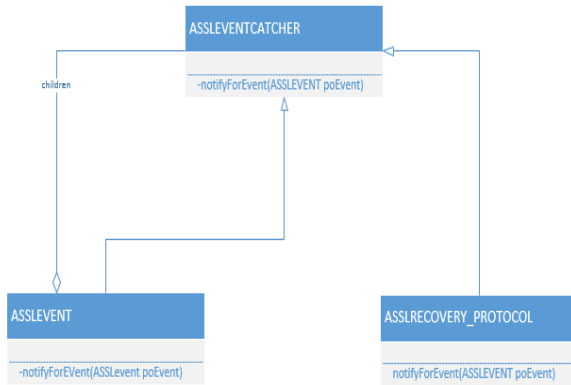 ASSLEVENTCATCHER
-notifyForEvent(ASSLEVENT poEvent)
children
ASSLEVENT
-notifyForEVent(ASSLevent poEvent)
ASSLRECOVERY_PROTOCOL
notifyForEvent(ASSLEVENT poEvent)